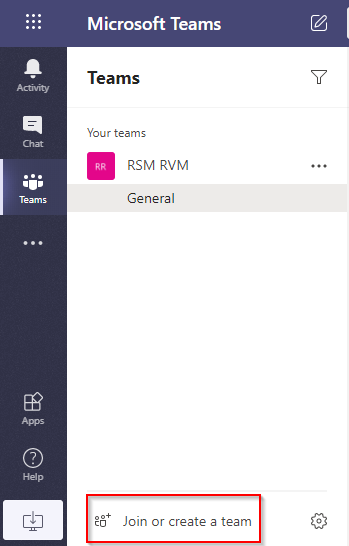 Microsoft Teams
Activity
Chat
Teams
Apps
Help
Teams
Your teams
RR RSM RVM
General
Join or create a team